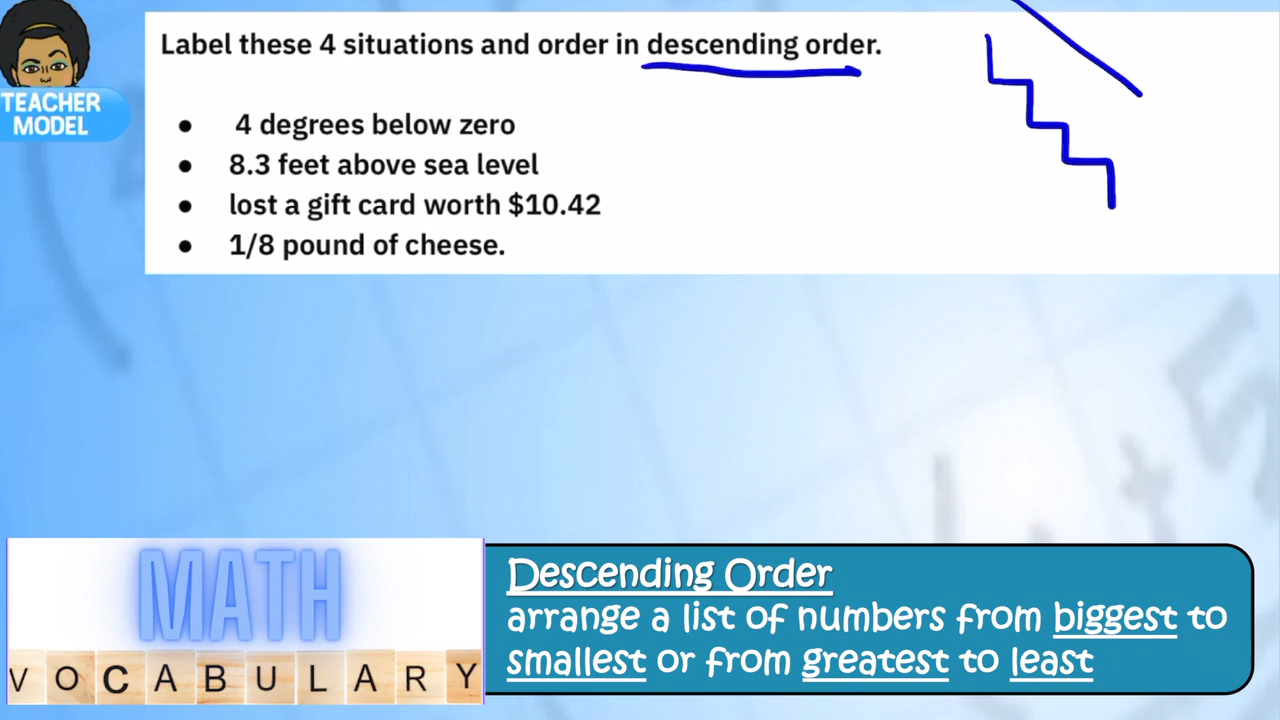 TEACHER
MODEL
Label these 4 situations and order in descending order.
● 4 degrees below zero
● 8.3 feet above sea level
● lost a gift card worth $10.42
● 1/8 pound of cheese.
MATH
VOCABULARY
Descending Order
arrange a list of numbers from biggest to
smallest or from greatest to least